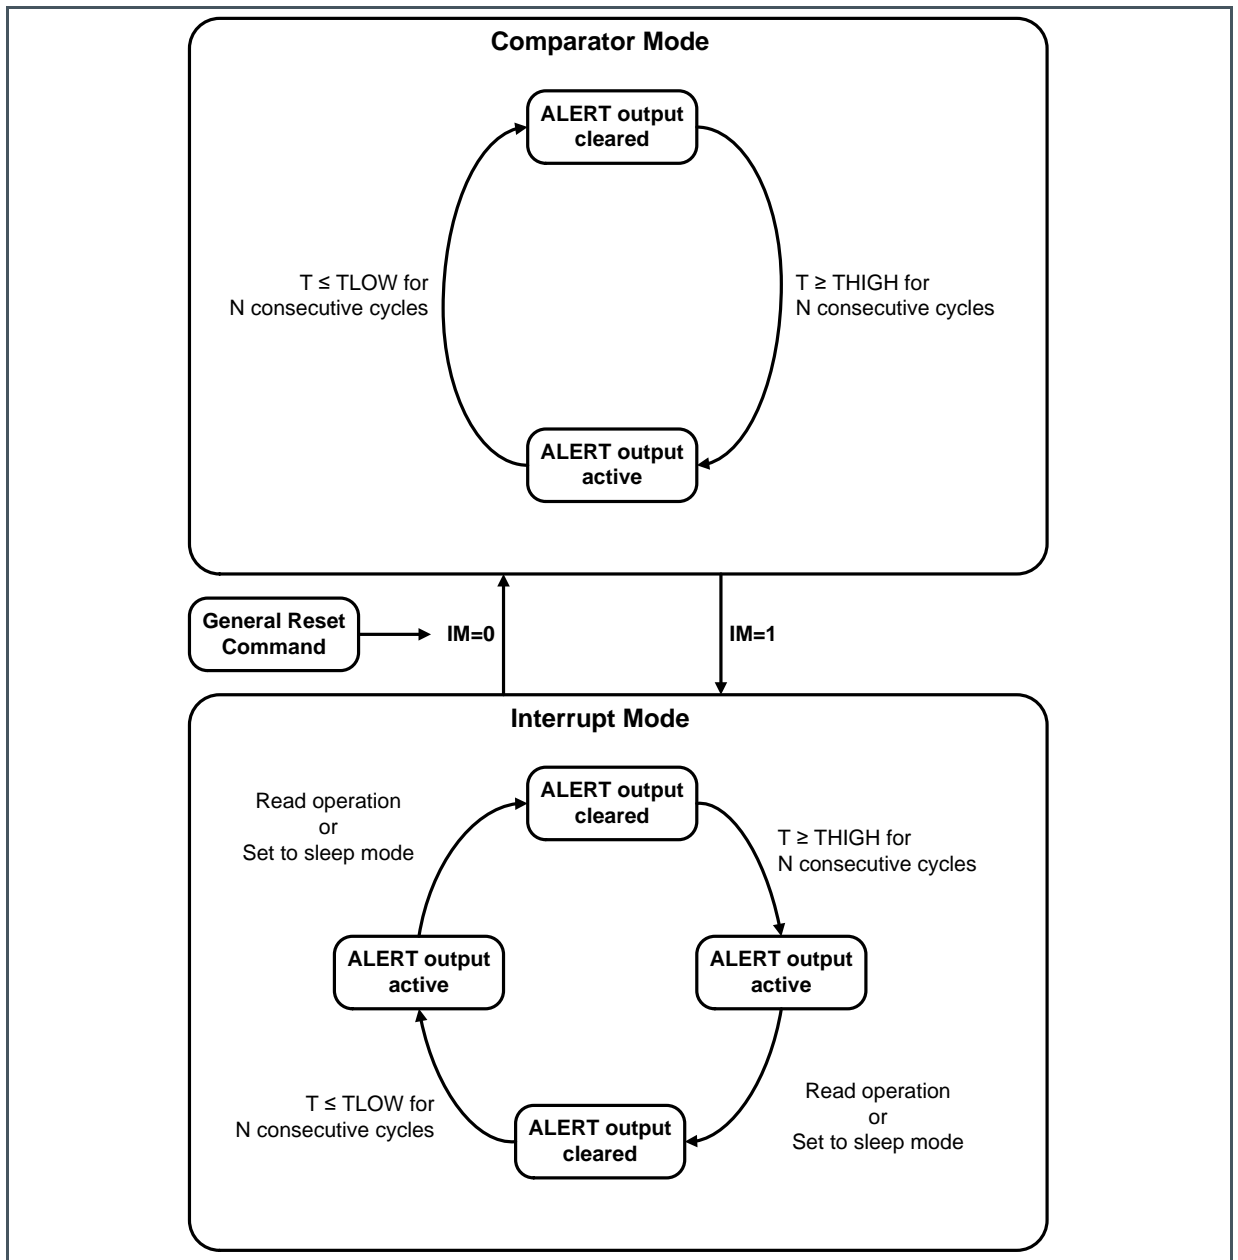 Comparator Mode
ALERT output
cleared
T ≤ TLOW for
N consecutive cycles
T ≥ THIGH for
N consecutive cycles
ALERT output
active
General Reset
Command
IM=0
IM=1
Interrupt Mode
ALERT output
cleared
Read operation
or
Set to sleep mode
T ≥ THIGH for
N consecutive cycles
ALERT output
active
ALERT output
active
T ≤ TLOW for
N consecutive cycles
ALERT output
cleared
Read operation
or
Set to sleep mode